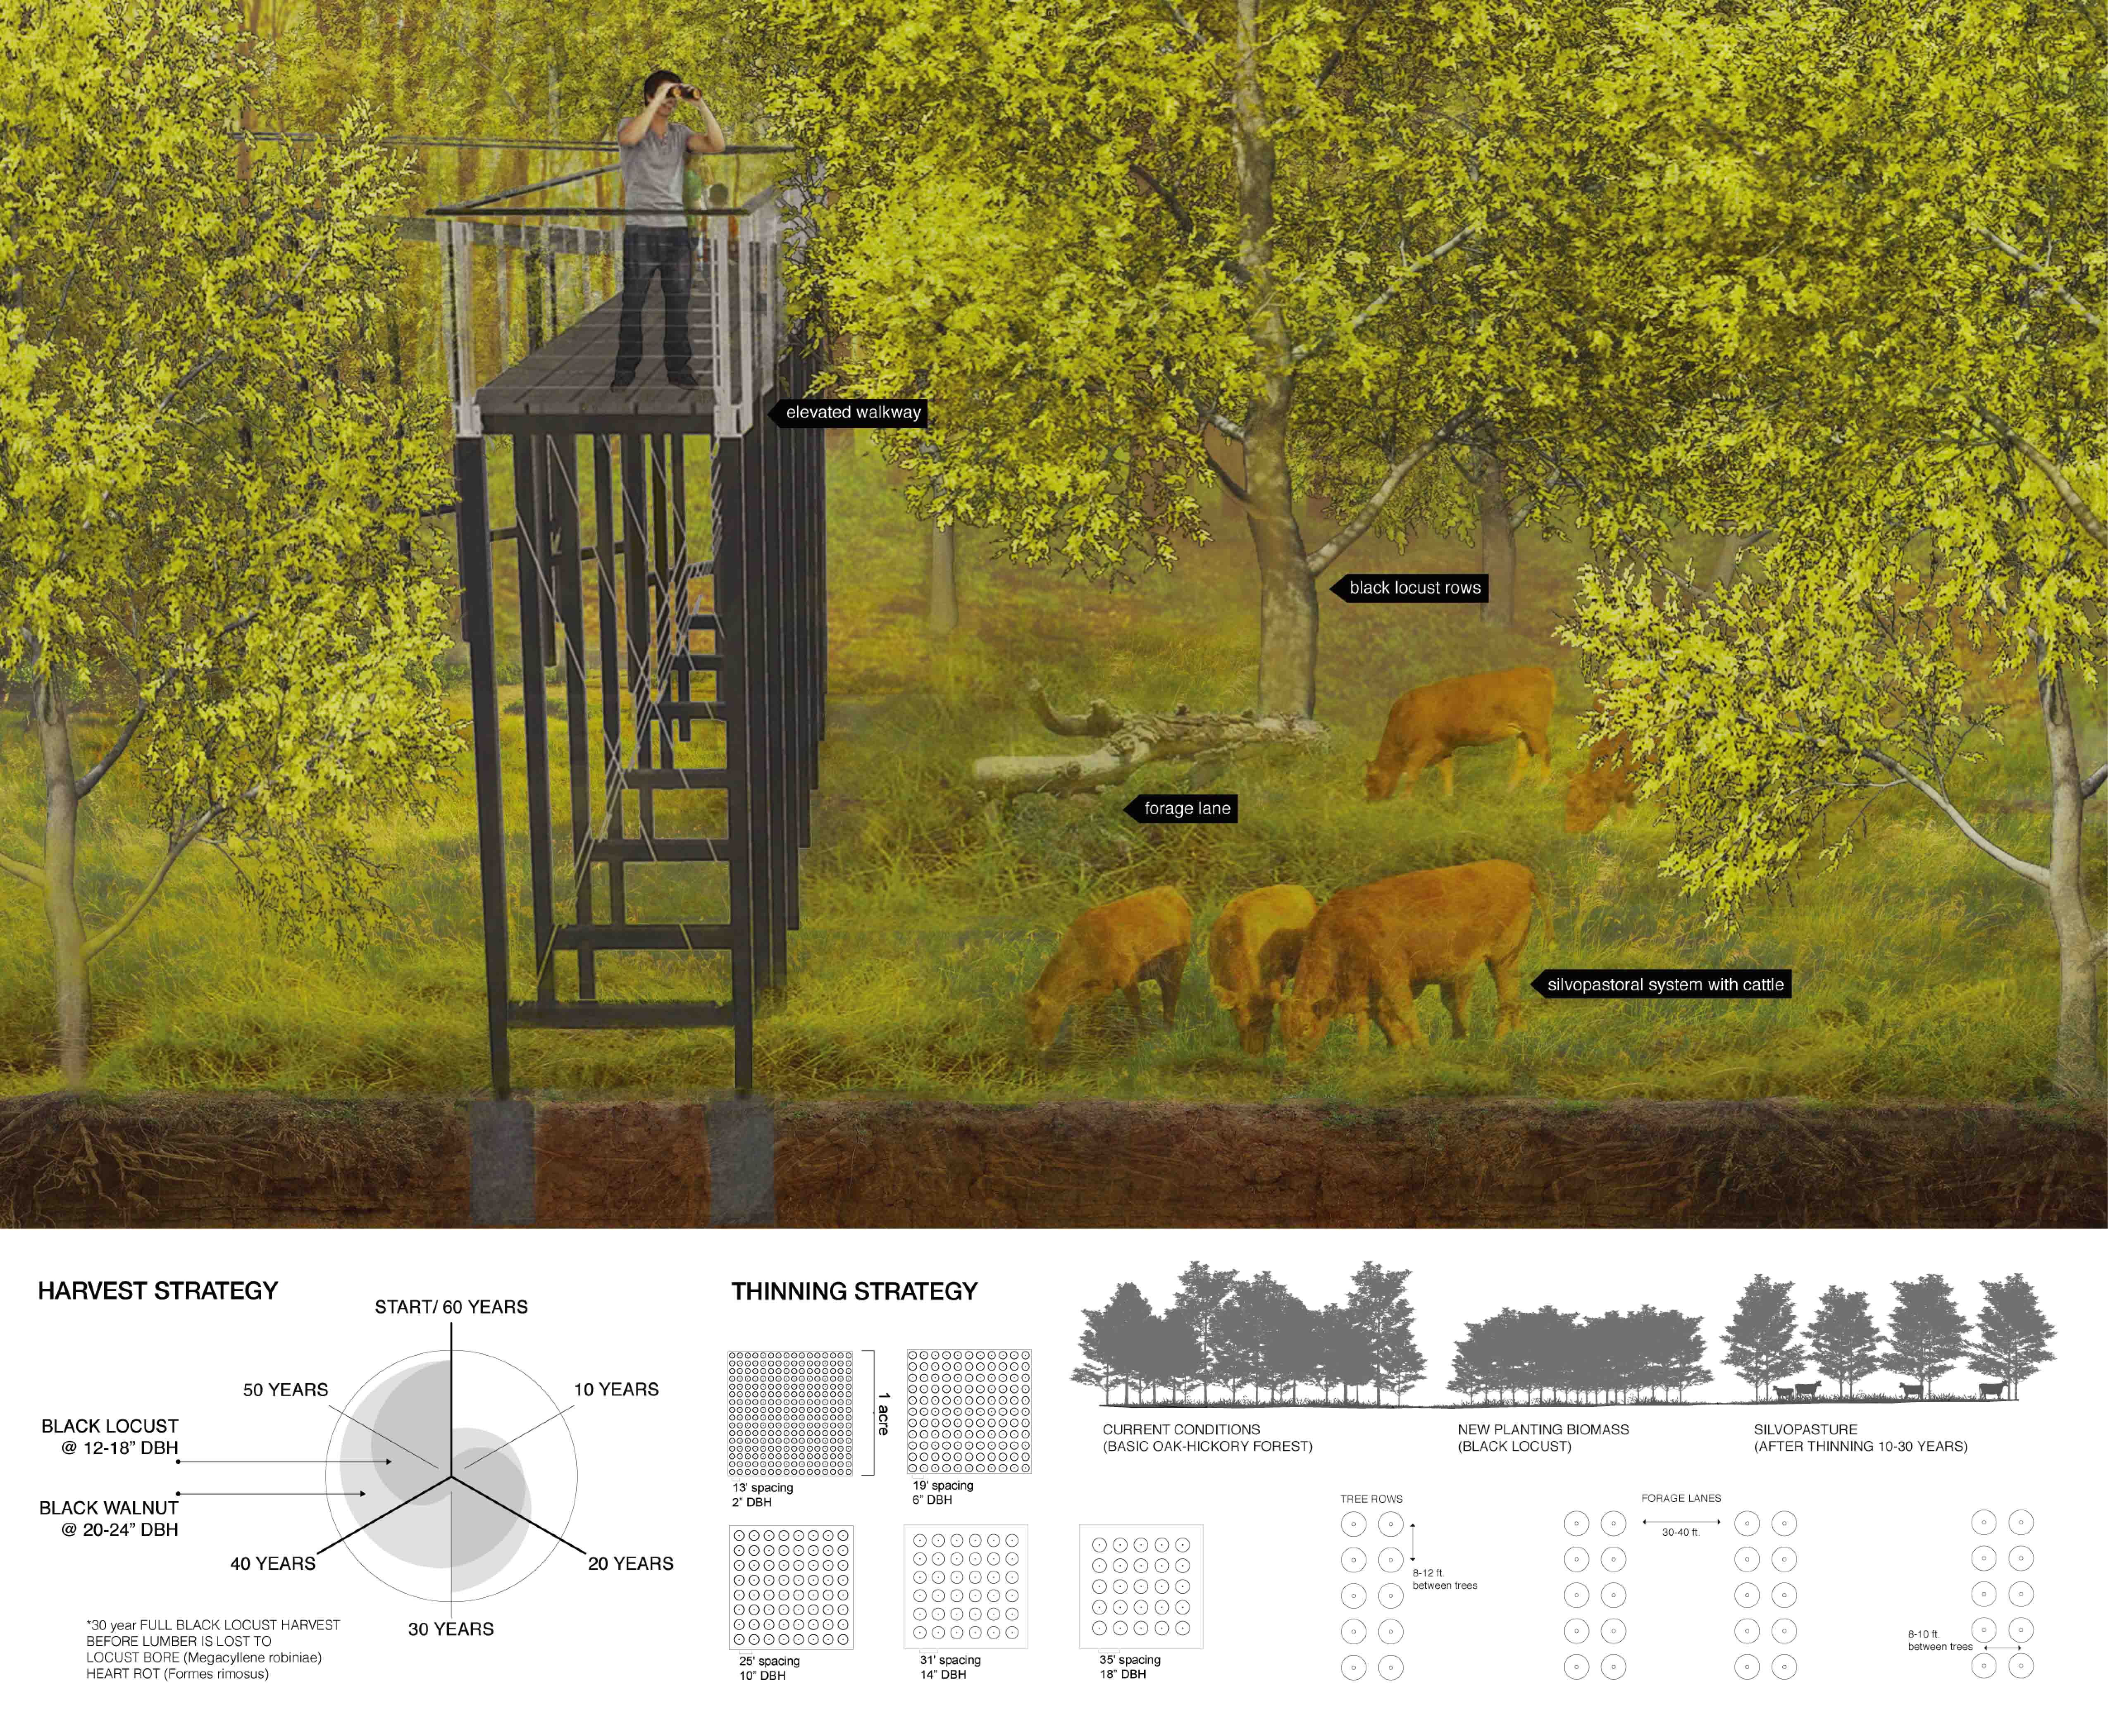 elevated walkway
black locust rows
forage lane
silvopastoral system with cattle
HARVEST STRATEGY
START/ 60 YEARS
50 YEARS
10 YEARS
BLACK LOCUST
@ 12-18" DBH
BLACK WALNUT
@ 20-24" DBH
40 YEARS
20 YEARS
30 YEARS
*30 year FULL BLACK LOCUST HARVEST
BEFORE LUMBER IS LOST TO
LOCUST BORE (Megacyllene robiniae)
HEART ROT (Formes rimosus)
THINNING STRATEGY
1 acre
13' spacing
2" DBH
19' spacing
6" DBH
25' spacing
10" DBH
31' spacing
14" DBH
35' spacing
18" DBH
CURRENT CONDITIONS
(BASIC OAK-HICKORY FOREST)
NEW PLANTING BIOMASS
(BLACK LOCUST)
SILVOPASTURE
(AFTER THINNING 10-30 YEARS)
TREE ROWS
8-12 ft.
between trees
FORAGE LANES
30-40 ft.
8-10 ft.
between trees